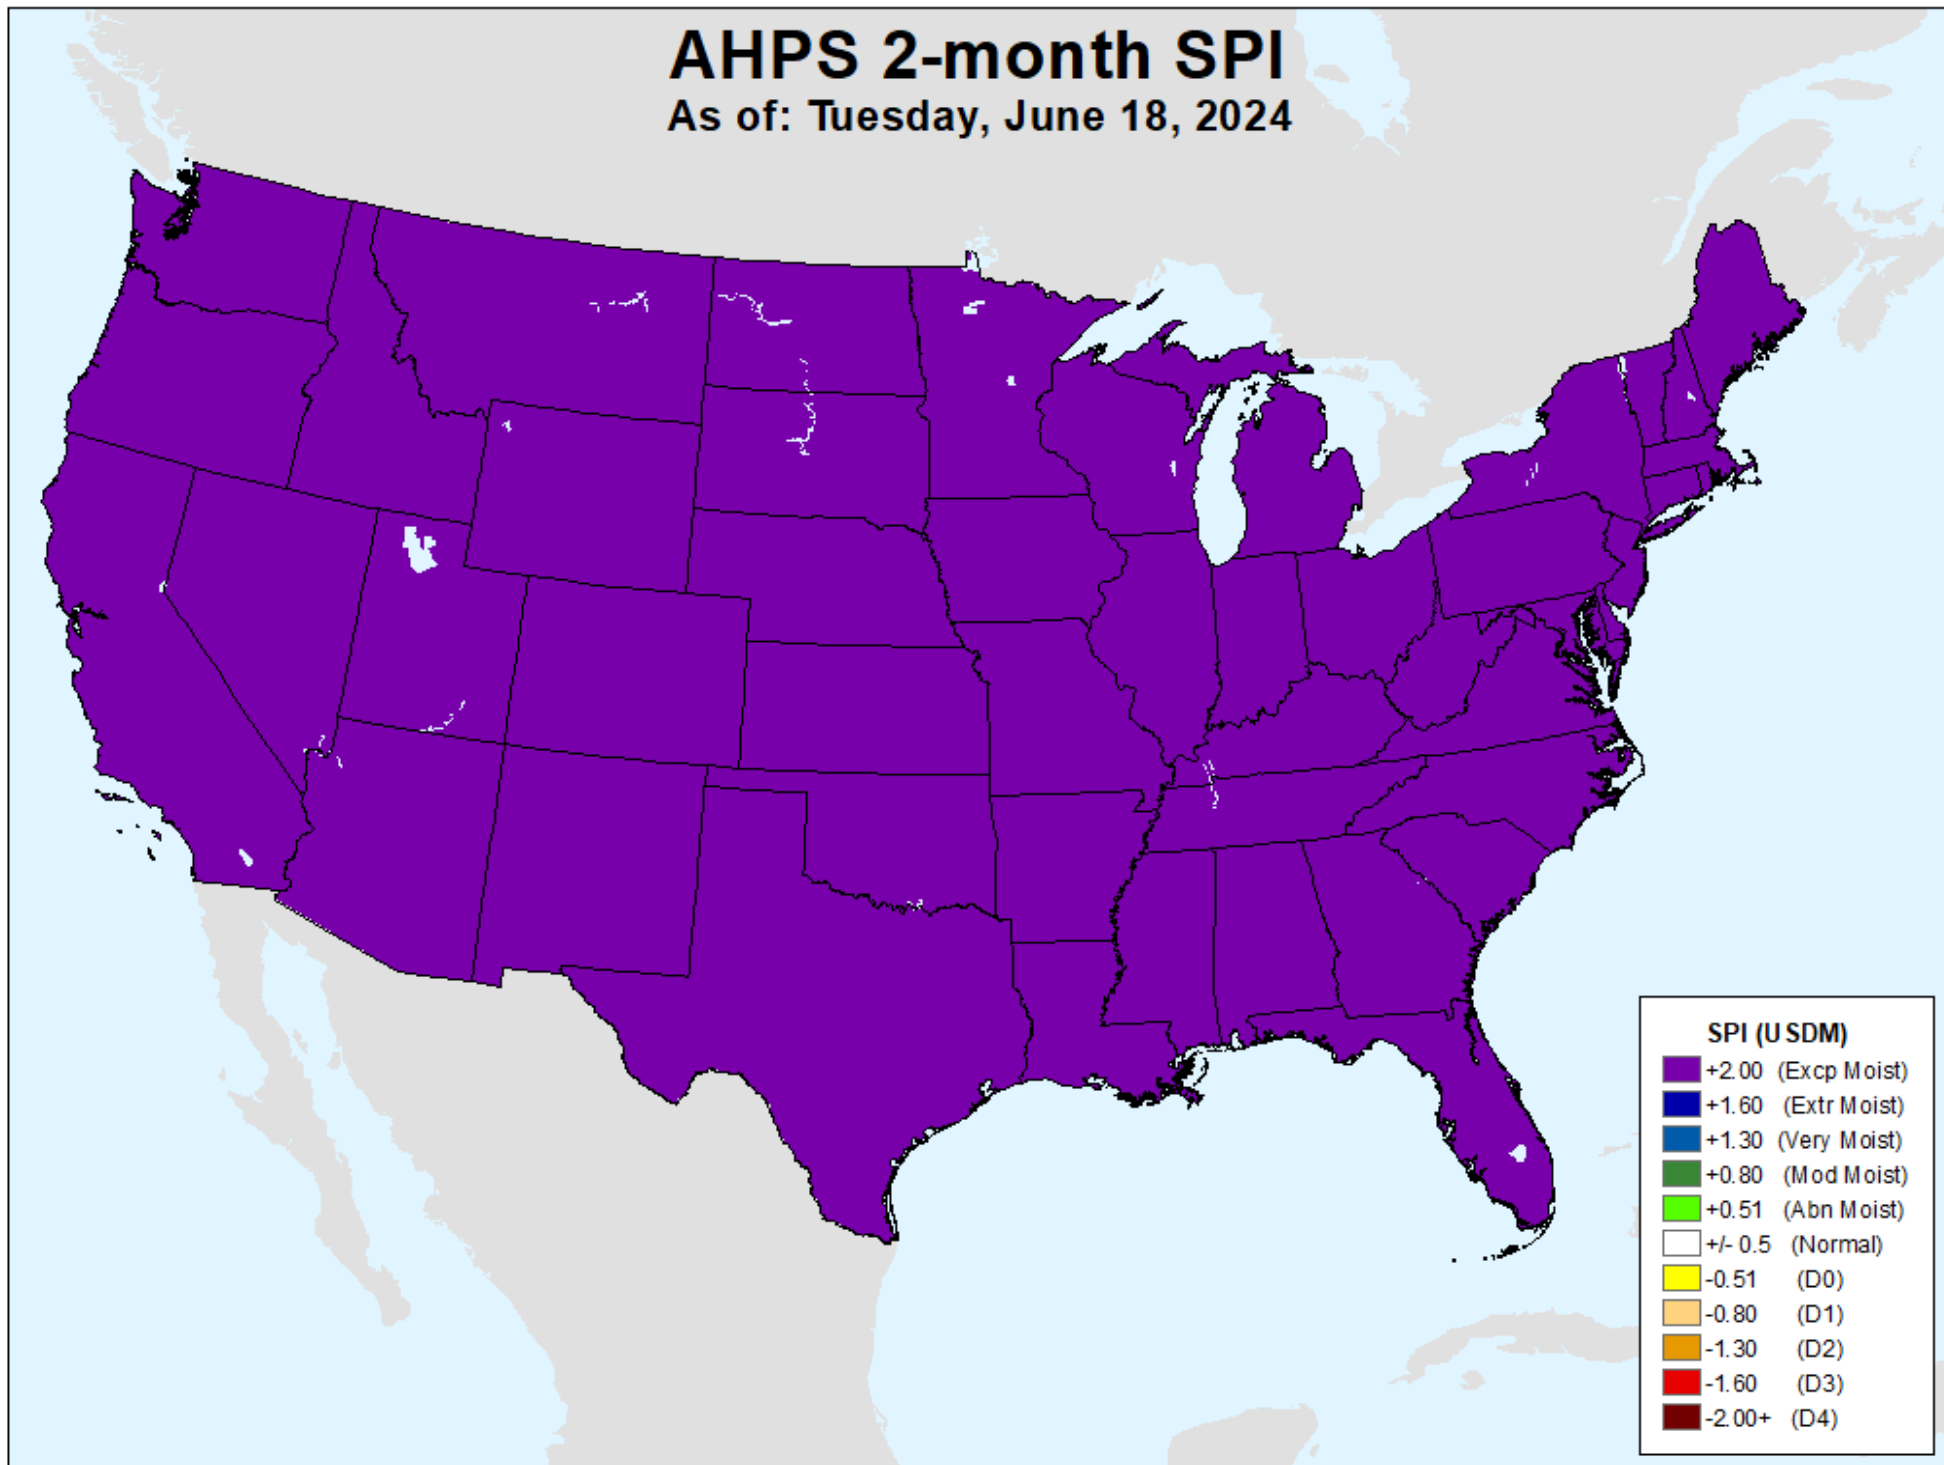 AHPS 2-month SPI
As of: Tuesday, June 18, 2024
SPI (USDM)
+2.00 (Excp Moist)
+1.60 (Extr Moist)
+1.30 (Very Moist)
+0.80 (Mod Moist)
+0.51 (Abn Moist)
+/- 0.5 (Normal)
-0.51 (D0)
-0.80 (D1)
-1.30 (D2)
-1.60 (D3)
-2.00+ (D4)